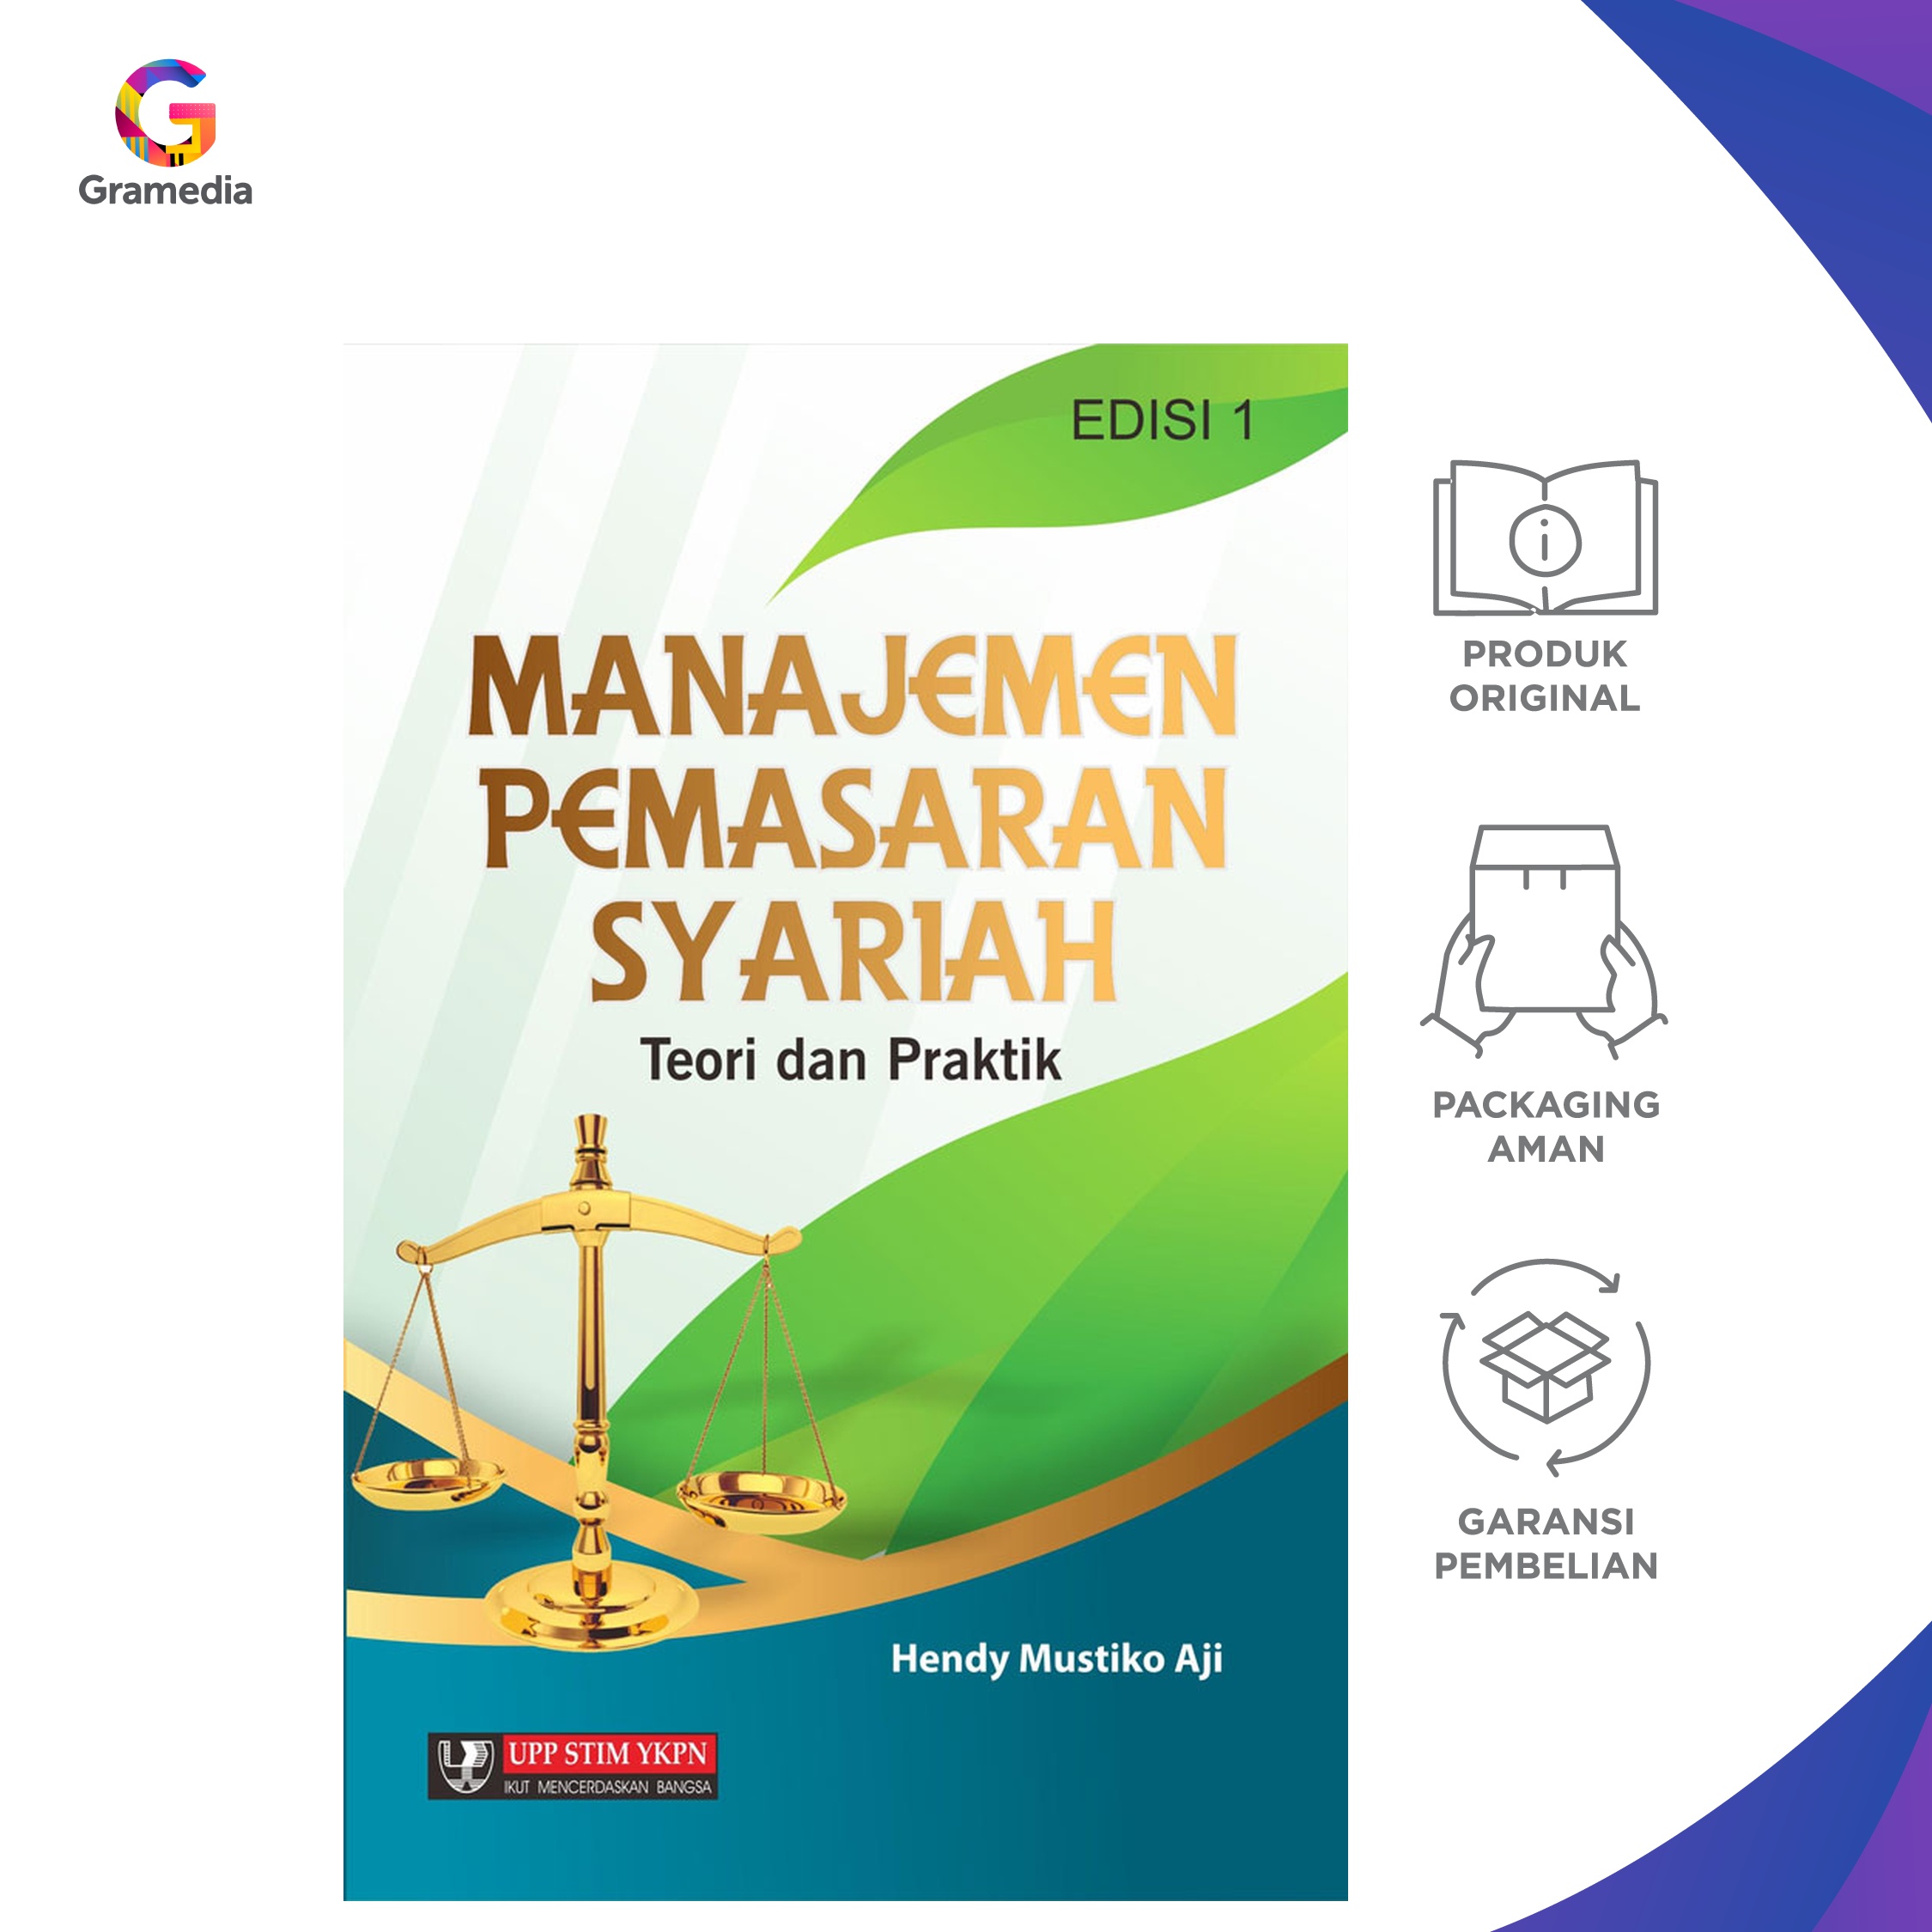 Gramedia
EDISI 1
MANAJEMEN
PEMASARAN
SYARIAH
Teori dan Praktik
Hendy Mustiko Aji
UPP STIM YKPN
IKUT MENCERDASKAN BANGSA
PRODUK
ORIGINAL
PACKAGING
AMAN
GARANSI
PEMBELIAN